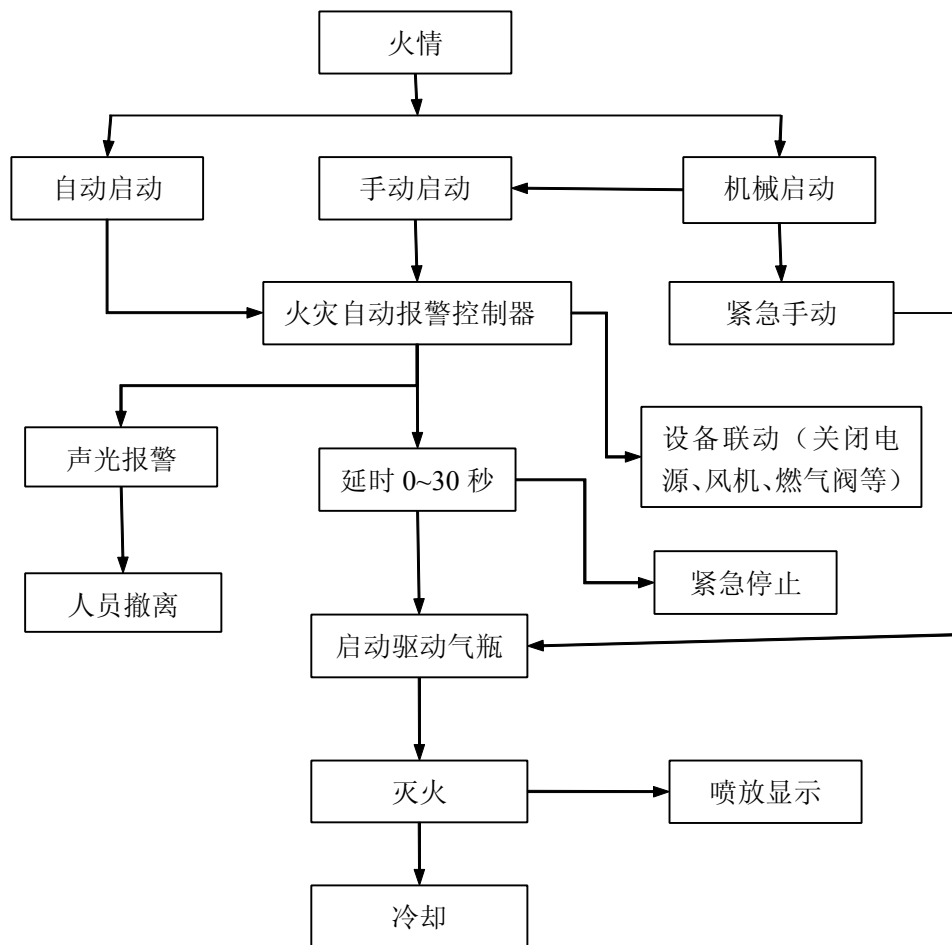 火情
自动启动
手动启动
机械启动
火灾自动报警控制器
紧急手动
声光报警
延时 0~30 秒
设备联动（关闭电
源、风机、燃气阀等）
人员撤离
紧急停止
启动驱动气瓶
灭火
喷放显示
冷却